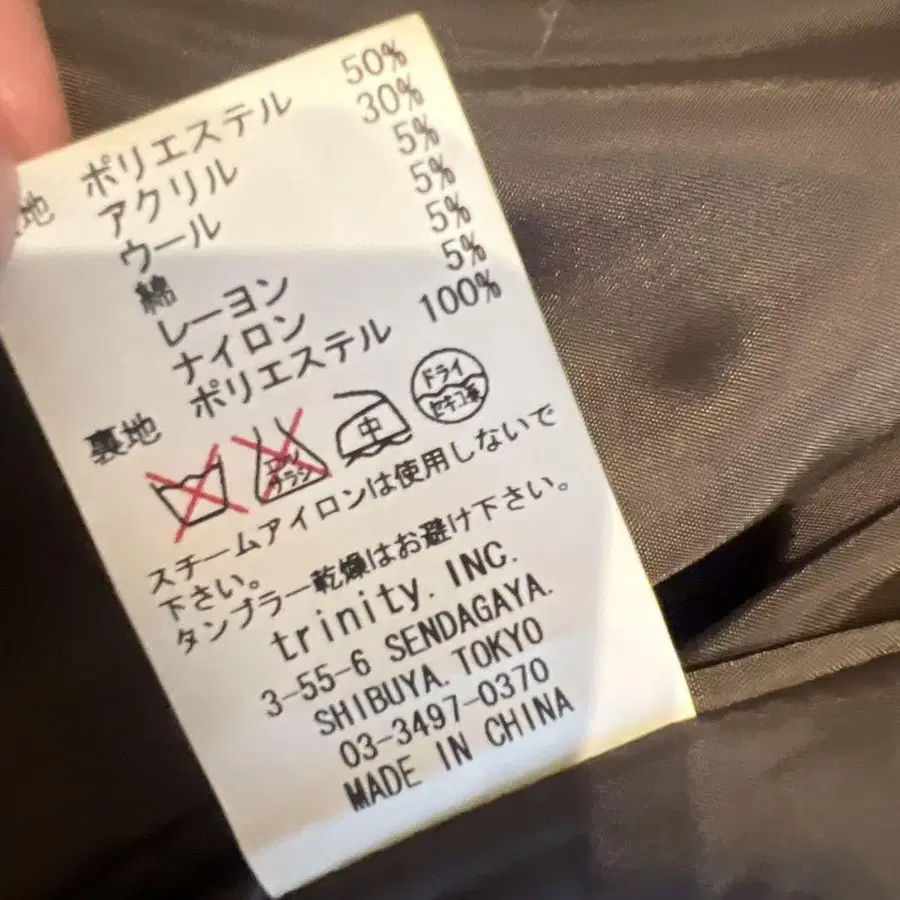 地 ポリエステル 50%
アクリル 30%
ウール 5%
綿 5%
レーヨン 5%
ナイロン 5%
裏地 ポリエステル 100%
エンソ サラシ 中 ドライ セキユ系
スチームアイロンは使用しないで
下さい。
タンブラー乾燥はお避け下さい。
trinity. INC.
3-55-6 SENDAGAYA.
SHIBUYA. TOKYO
03-3497-0370
MADE IN CHINA